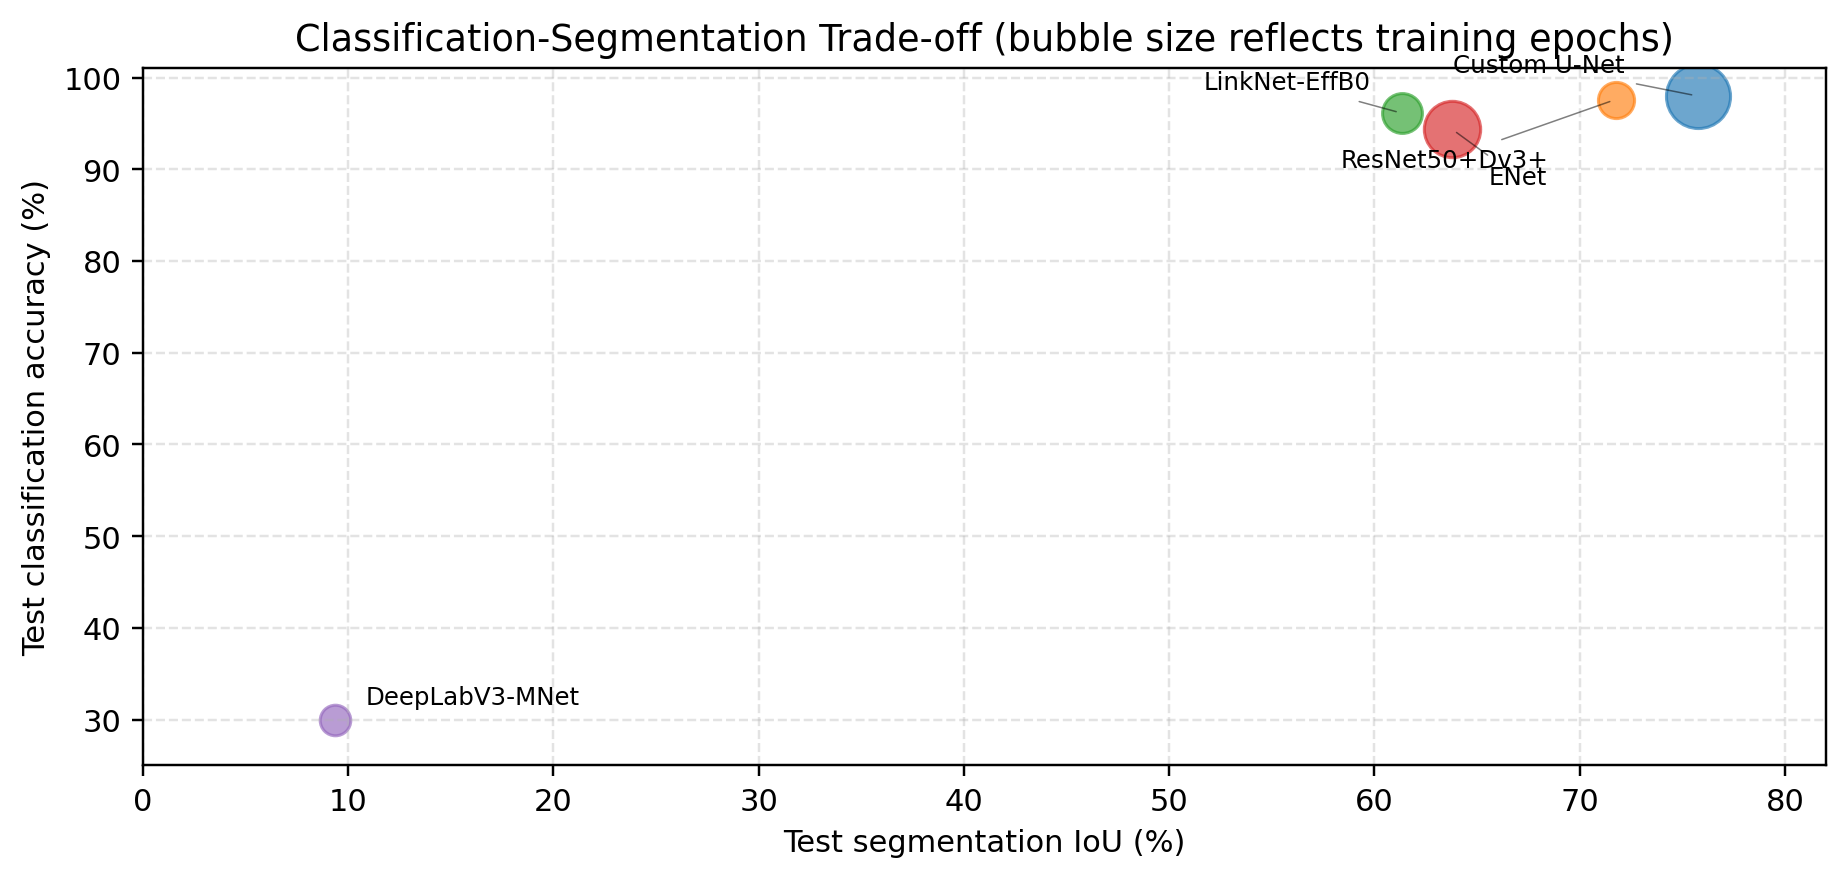 Classification-Segmentation Trade-off (bubble size reflects training epochs)
Custom U-Net
LinkNet-EffB0
ResNet50+Dv3+
ENet
DeepLabV3-MNet
Test classification accuracy (%)
100
90
80
70
60
50
40
30
0 10 20 30 40 50 60 70 80
Test segmentation IoU (%)